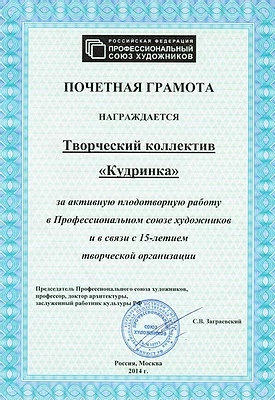 РОССИЙСКАЯ ФЕДЕРАЦИЯ
ПРОФЕССИОНАЛЬНЫЙ
СОЮЗ ХУДОЖНИКОВ
ПОЧЕТНАЯ ГРАМОТА
НАГРАЖДАЕТСЯ
Творческий коллектив
«Кудринка»
за активную плодотворную работу
в Профессиональном союзе художников
и в связи с 15-летием
творческой организации
Председатель Профессионального союза художников,
профессор, доктор архитектуры,
заслуженный работник культуры РФ
С.В. Заграевский
СОЮЗ
ХУДОЖНИКОВ
Россия, Москва
2014 г.